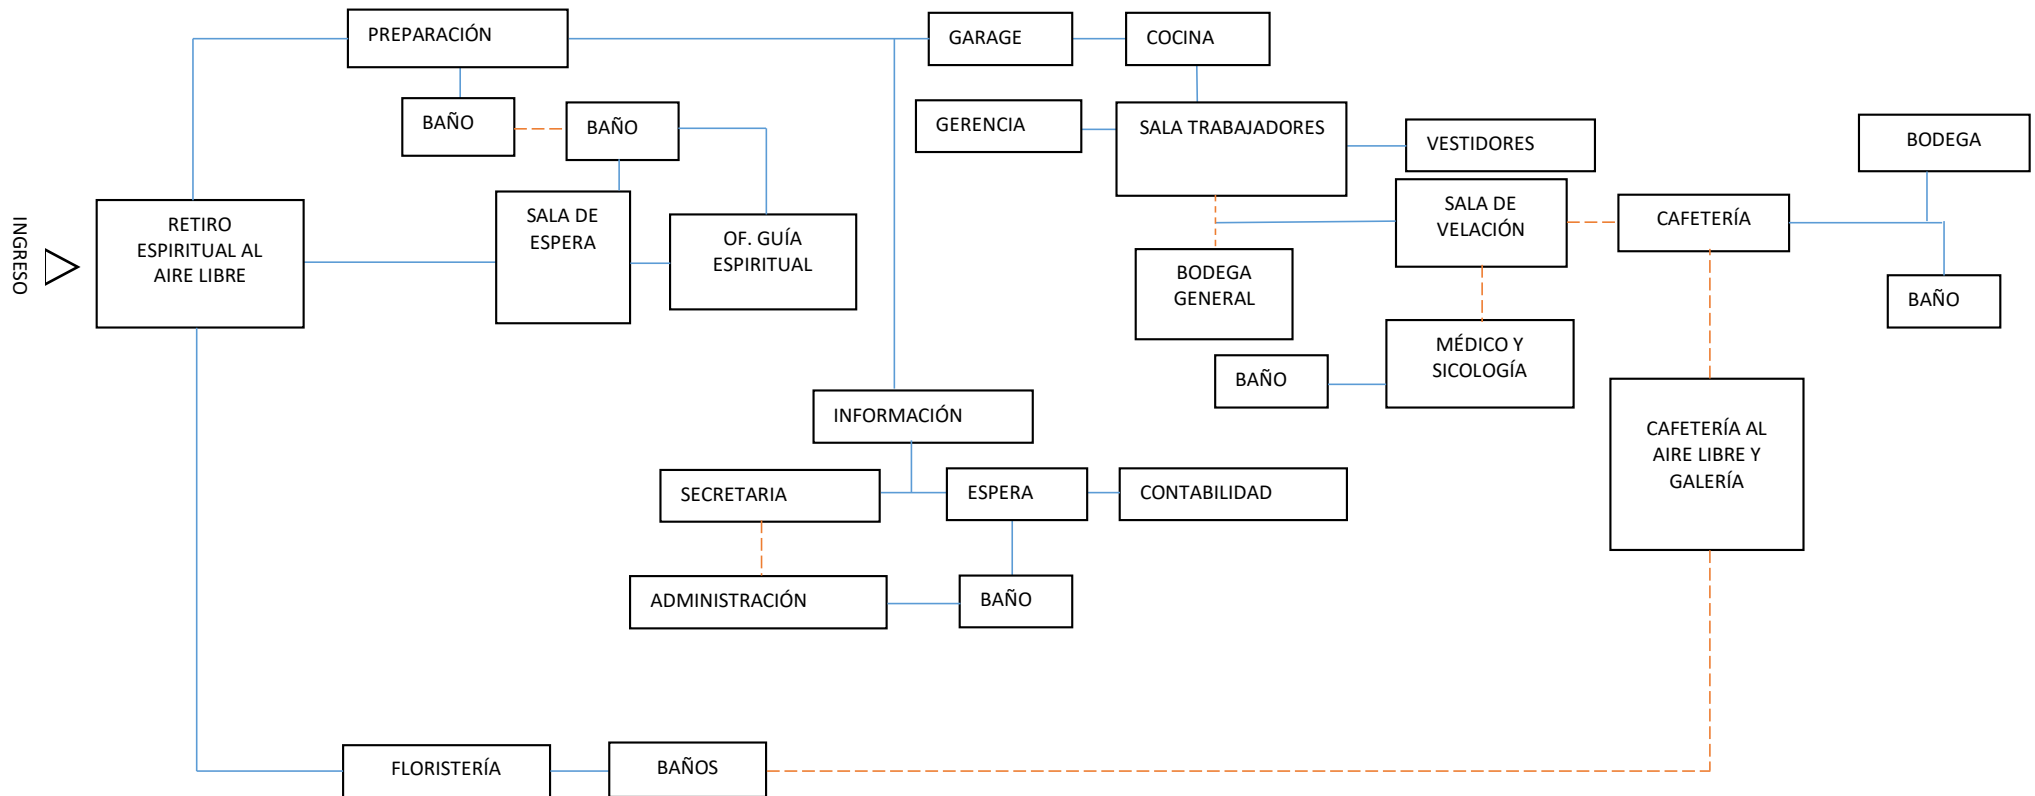 PREPARACIÓN
GARAGE
COCINA
BAÑO
BAÑO
GERENCIA
SALA TRABAJADORES
VESTIDORES
BODEGA
INGRESO
RETIRO
ESPIRITUAL AL
AIRE LIBRE
SALA DE
ESPERA
OF. GUÍA
ESPIRITUAL
SALA DE
VELACIÓN
CAFETERÍA
BODEGA
GENERAL
BAÑO
MÉDICO Y
SICOLOGÍA
BAÑO
INFORMACIÓN
CAFETERÍA AL
AIRE LIBRE Y
GALERÍA
SECRETARIA
ESPERA
CONTABILIDAD
ADMINISTRACIÓN
BAÑO
FLORISTERÍA
BAÑOS